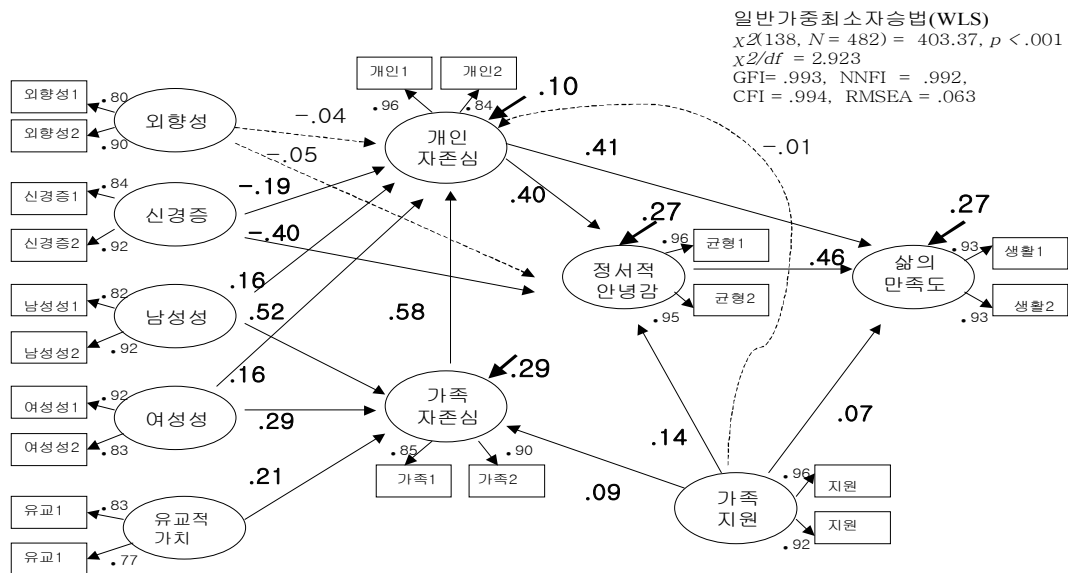 일반가중최소자승법(WLS)
χ2(138, N = 482) = 403.37, p < .001
χ2/df = 2.923
GFI= .993, NNFI = .992,
CFI = .994, RMSEA = .063
개인1
개인2
.96
.84
.10
외향성1
.80
외향성2
.90
외향성
-.04
-.05
개인
자존심
.41
-.01
.40
신경증1
.84
신경증2
.92
신경증
-.19
-.40
.27
.96
균형1
정서적
안녕감
균형2
.95
.46
.27
.93
생활1
삶의
만족도
생활2
.93
남성성1
.82
남성성2
.92
남성성
.16
.52
.58
여성성1
.92
여성성2
.83
여성성
.16
.29
.29
가족
자존심
.85
.90
가족1
가족2
.14
.07
.09
.21
유교1
.83
유교1
.77
유교적
가치
가족
지원
.96
지원
지원
.92